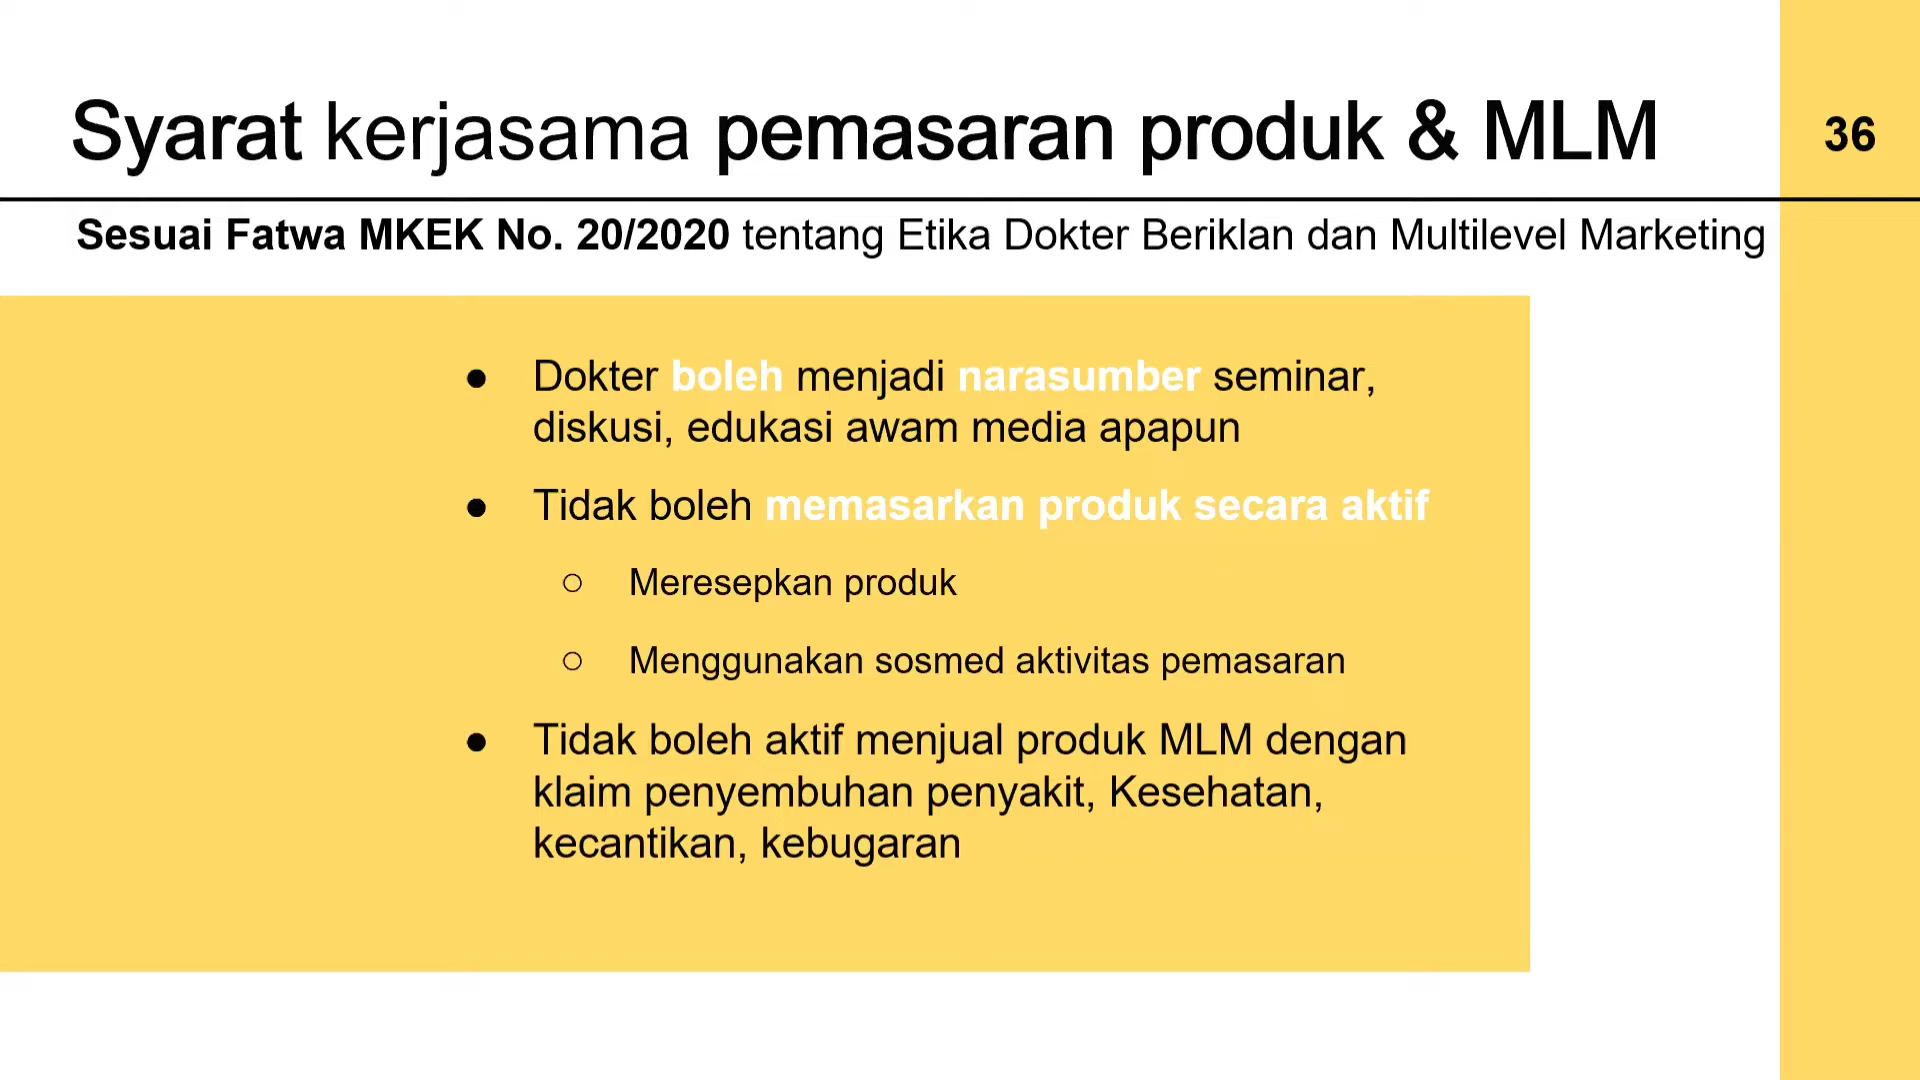 Syarat kerjasama pemasaran produk & MLM
36
Sesuai Fatwa MKEK No. 20/2020 tentang Etika Dokter Beriklan dan Multilevel Marketing
● Dokter boleh menjadi narasumber seminar,
diskusi, edukasi awam media apapun
● Tidak boleh memasarkan produk secara aktif
○ Meresepkan produk
○ Menggunakan sosmed aktivitas pemasaran
● Tidak boleh aktif menjual produk MLM dengan
klaim penyembuhan penyakit, Kesehatan,
kecantikan, kebugaran